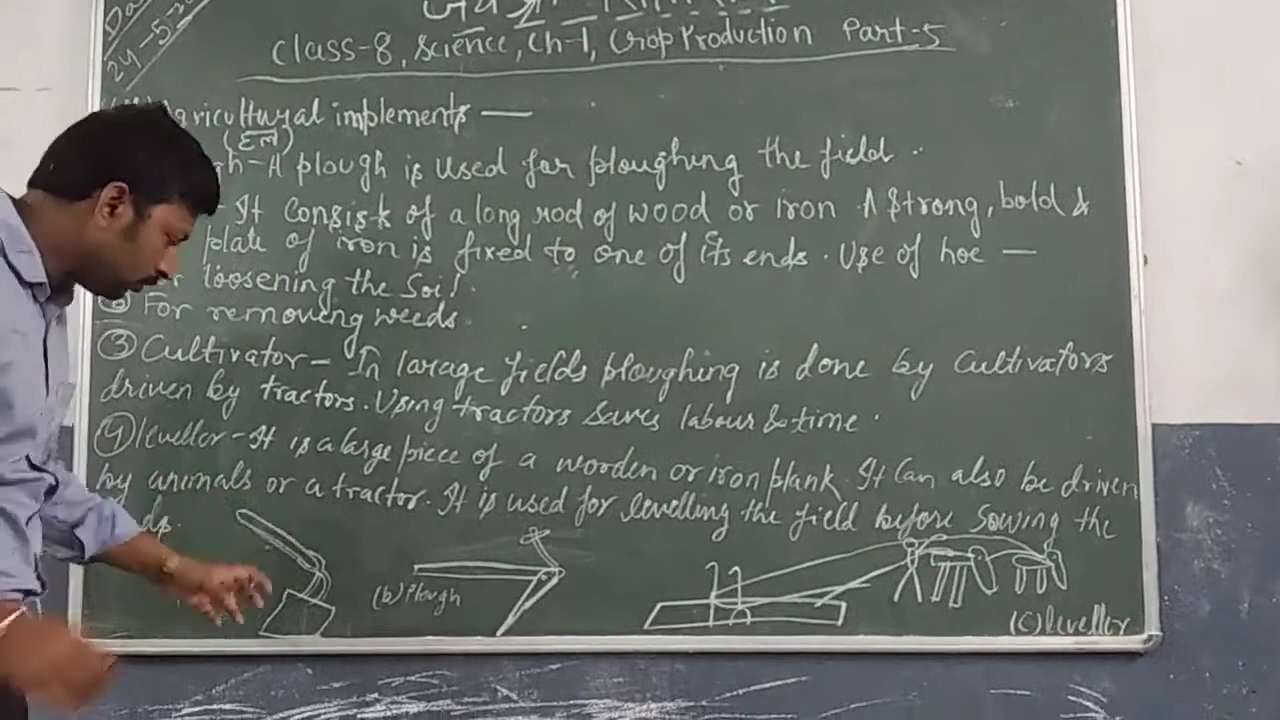 24-5-20
Class-8, Science, Ch-1, Crop Production Part-5
Agricultural implements —
(हल)
A plough is used for ploughing the field.
It consist of a long rod of wood or iron A strong, bold &
plate of iron is fixed to one of its ends. Use of hoe —
loosening the Soil
For removing weeds
③ Cultivator - In larage fields ploughing is done by Cultivators
driven by tractors. Using tractors saves labour & time.
④ leveller - It is a large piece of a wooden or iron plank. It Can also be driven
by animals or a tractor. It is used for levelling the field before sowing the
(b) Plough
(c) leveller